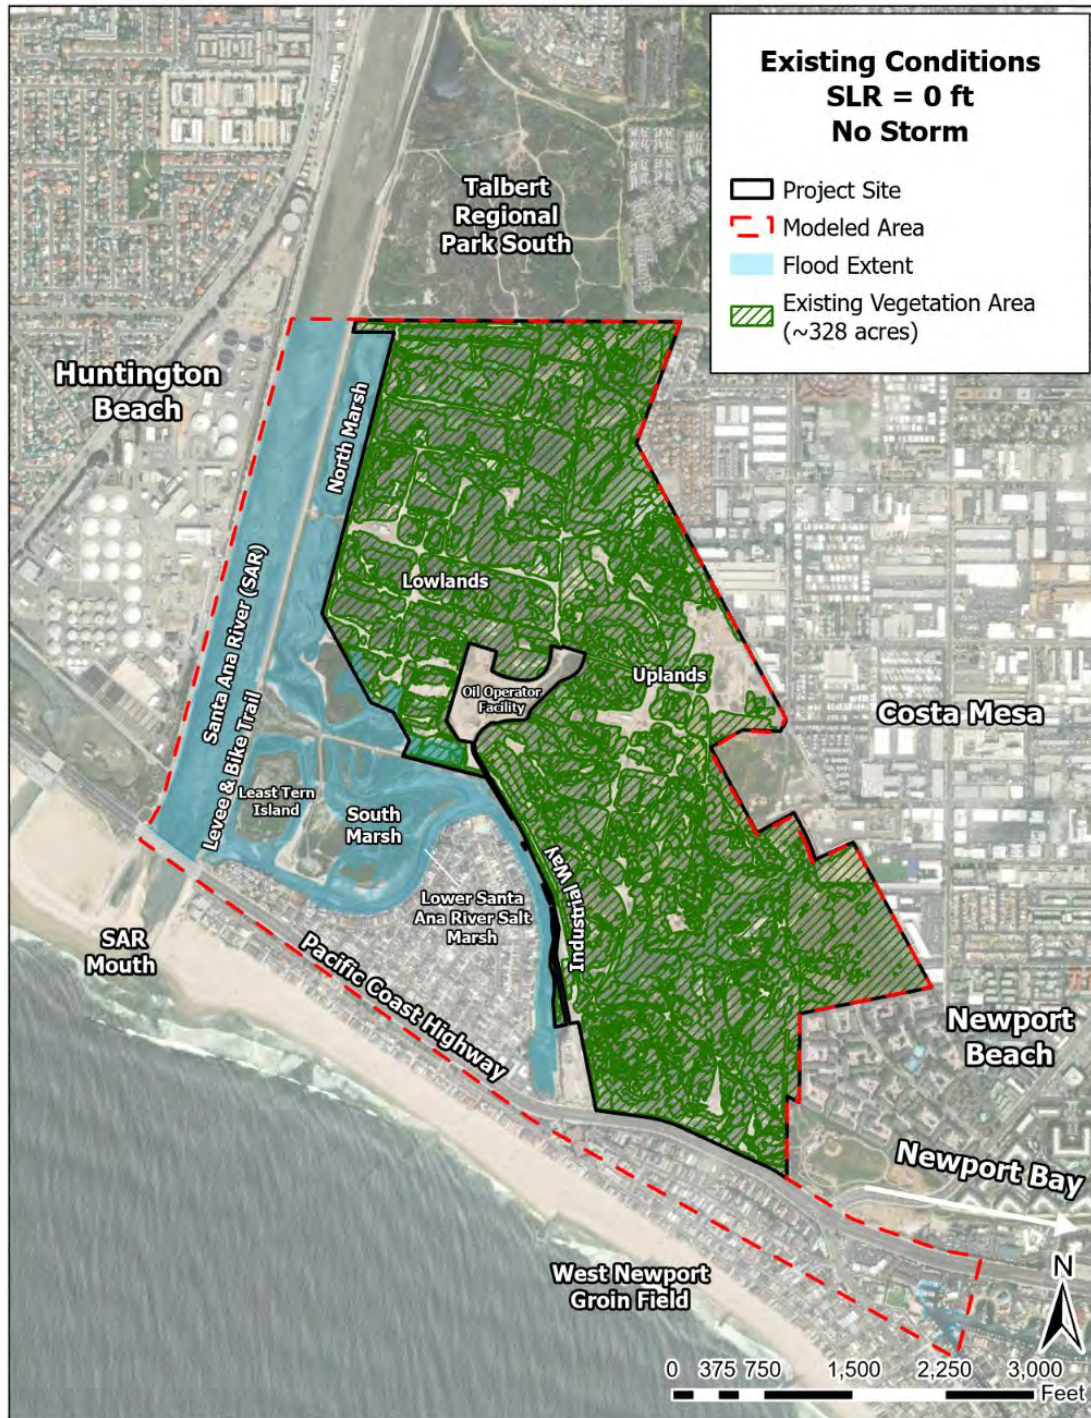 Existing Conditions
SLR = 0 ft
No Storm
Project Site
Modeled Area
Flood Extent
Existing Vegetation Area
(~328 acres)
Talbert
Regional
Park South
Huntington
Beach
North Marsh
Santa Ana River (SAR)
Levee & Bike Trail
Lowlands
Oil Operator
Facility
Uplands
Costa Mesa
Least Tern
Island
South
Marsh
Lower Santa
Ana River Salt
Marsh
Industrial Way
SAR
Mouth
Pacific Coast Highway
Newport
Beach
Newport Bay
West Newport
Groin Field
N
0 375 750 1,500 2,250 3,000
Feet